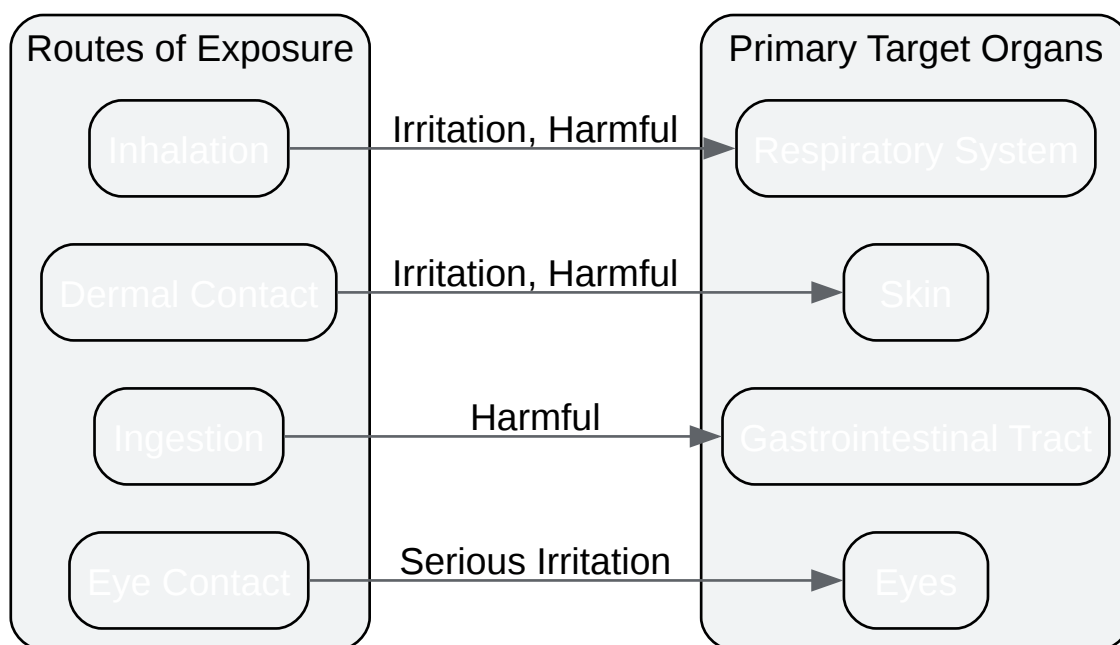 Routes of Exposure
Primary Target Organs
Inhalation
Irritation, Harmful
Respiratory System
Dermal Contact
Irritation, Harmful
Skin
Ingestion
Harmful
Gastrointestinal Tract
Eye Contact
Serious Irritation
Eyes